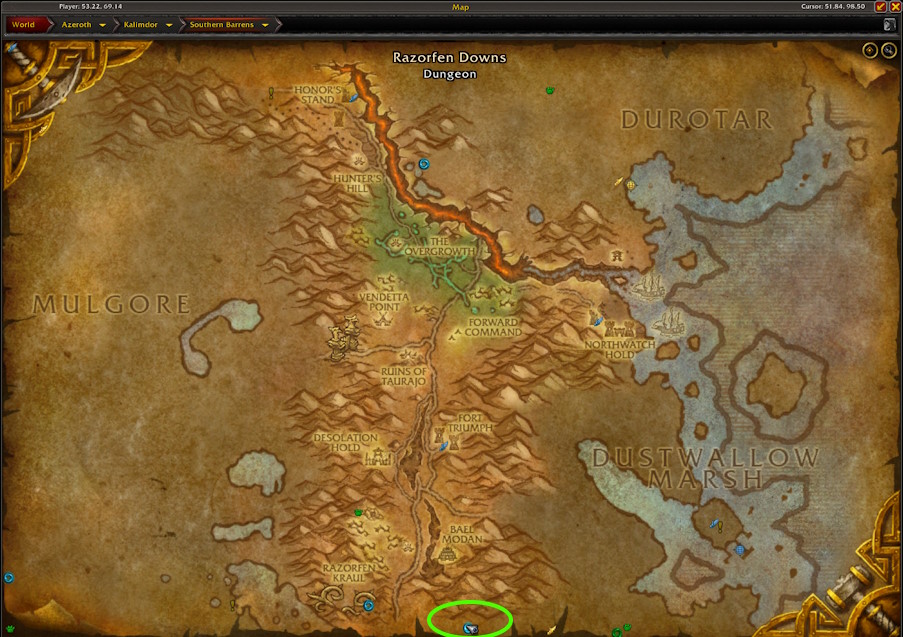 Player: 53.22, 69.14
Map
Cursor: 51.84, 98.50
World
Azeroth
Kalimdor
Southern Barrens
Razorfen Downs
Dungeon
HONOR'S
STAND
DUROTAR
HUNTER'S
HILL
THE
OVERGROWTH
MULGORE
VENDETTA
POINT
FORWARD
COMMAND
NORTHWATCH
HOLD
RUINS OF
TAURAJO
FORT
TRIUMPH
DESOLATION
HOLD
DUSTWALLOW
MARSH
BAEL
MODAN
RAZORFEN
KRAUL